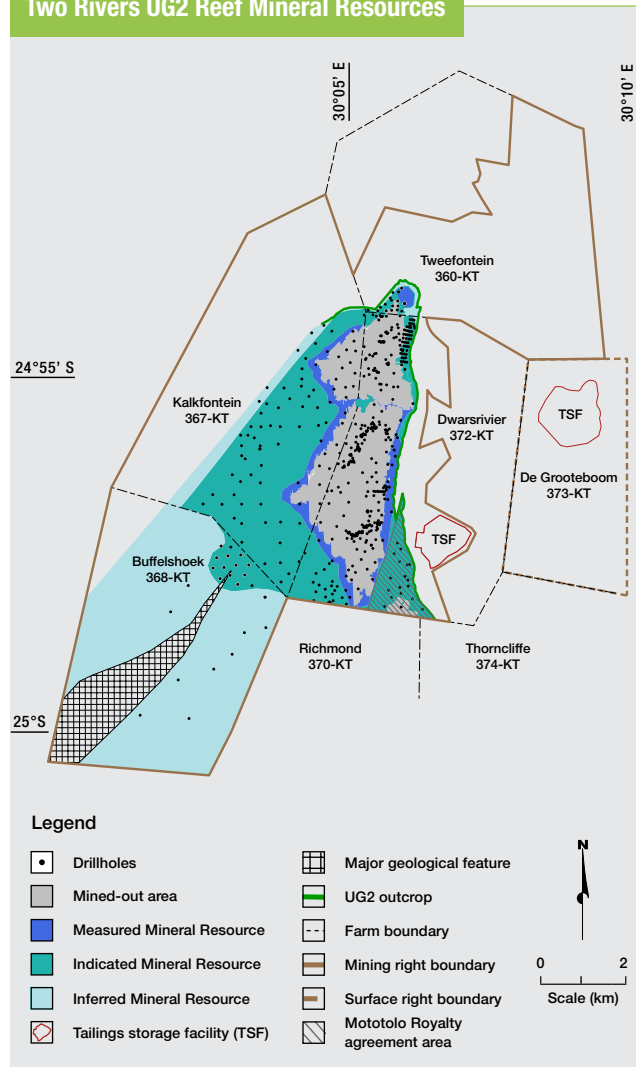 Two Rivers UG2 Reef Mineral Resources
30°05' E
30°10' E
Tweefontein
360-KT
24°55' S
Kalkfontein
367-KT
Dwarsrivier
372-KT
TSF
De Grooteboom
373-KT
TSF
Buffelshoek
368-KT
Richmond
370-KT
Thorncliffe
374-KT
25°S
Legend
Drillholes
Mined-out area
Measured Mineral Resource
Indicated Mineral Resource
Inferred Mineral Resource
Tailings storage facility (TSF)
Major geological feature
UG2 outcrop
Farm boundary
Mining right boundary
Surface right boundary
Mototolo Royalty
agreement area
N
0 2
Scale (km)